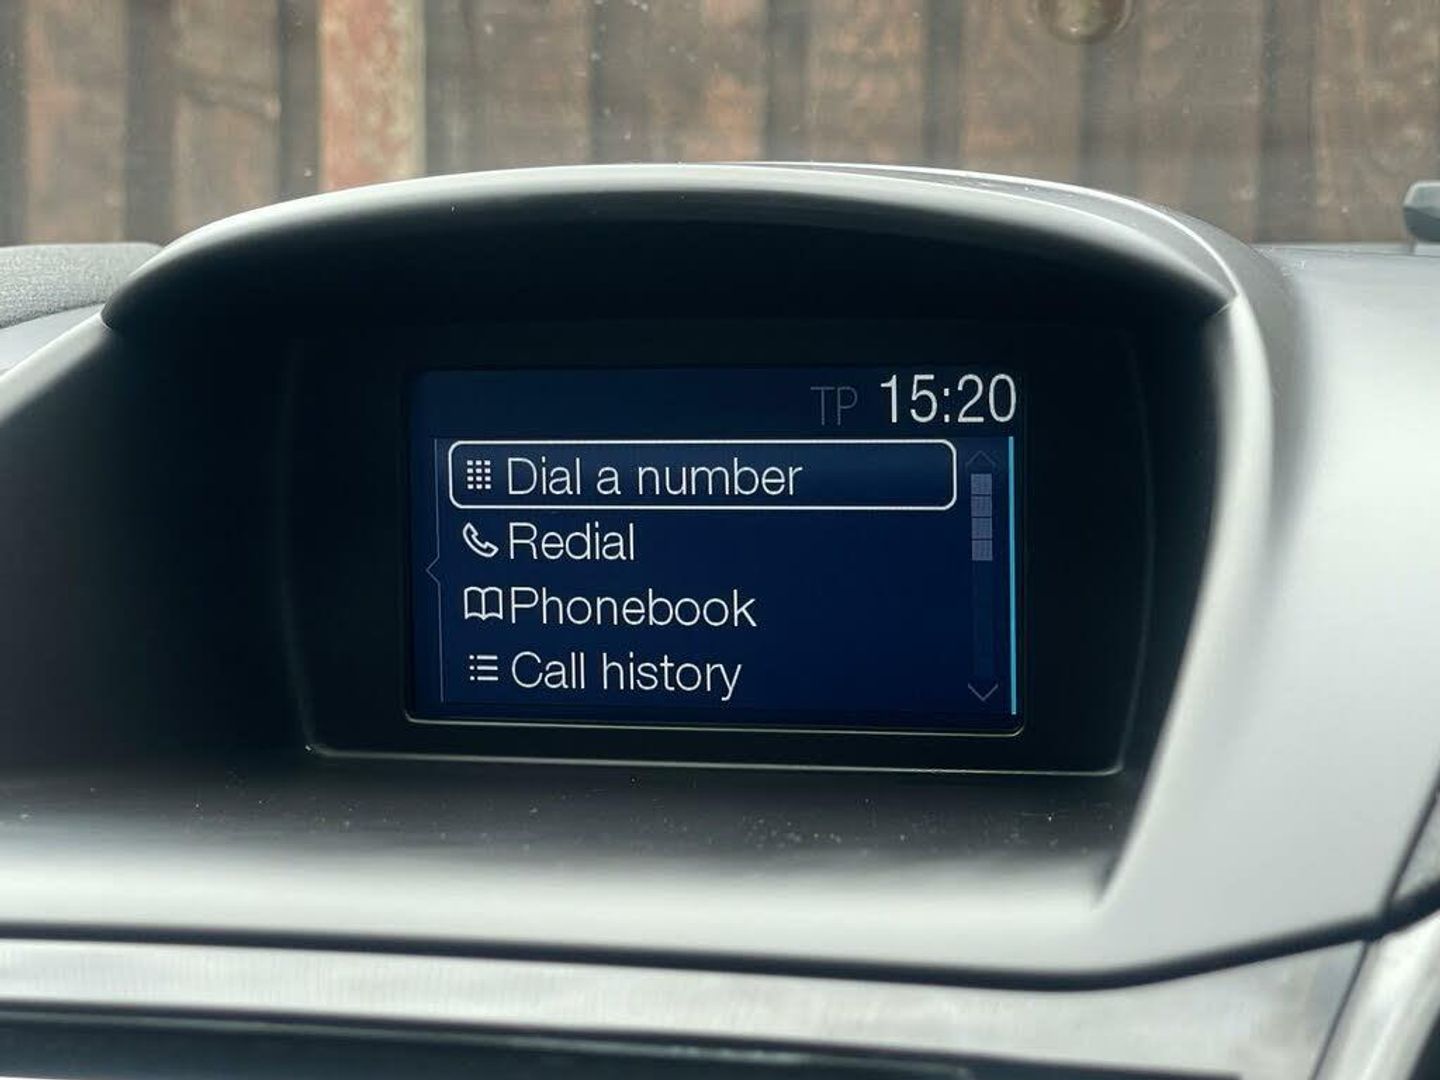 TP 15:20
Dial a number
Redial
Phonebook
Call history